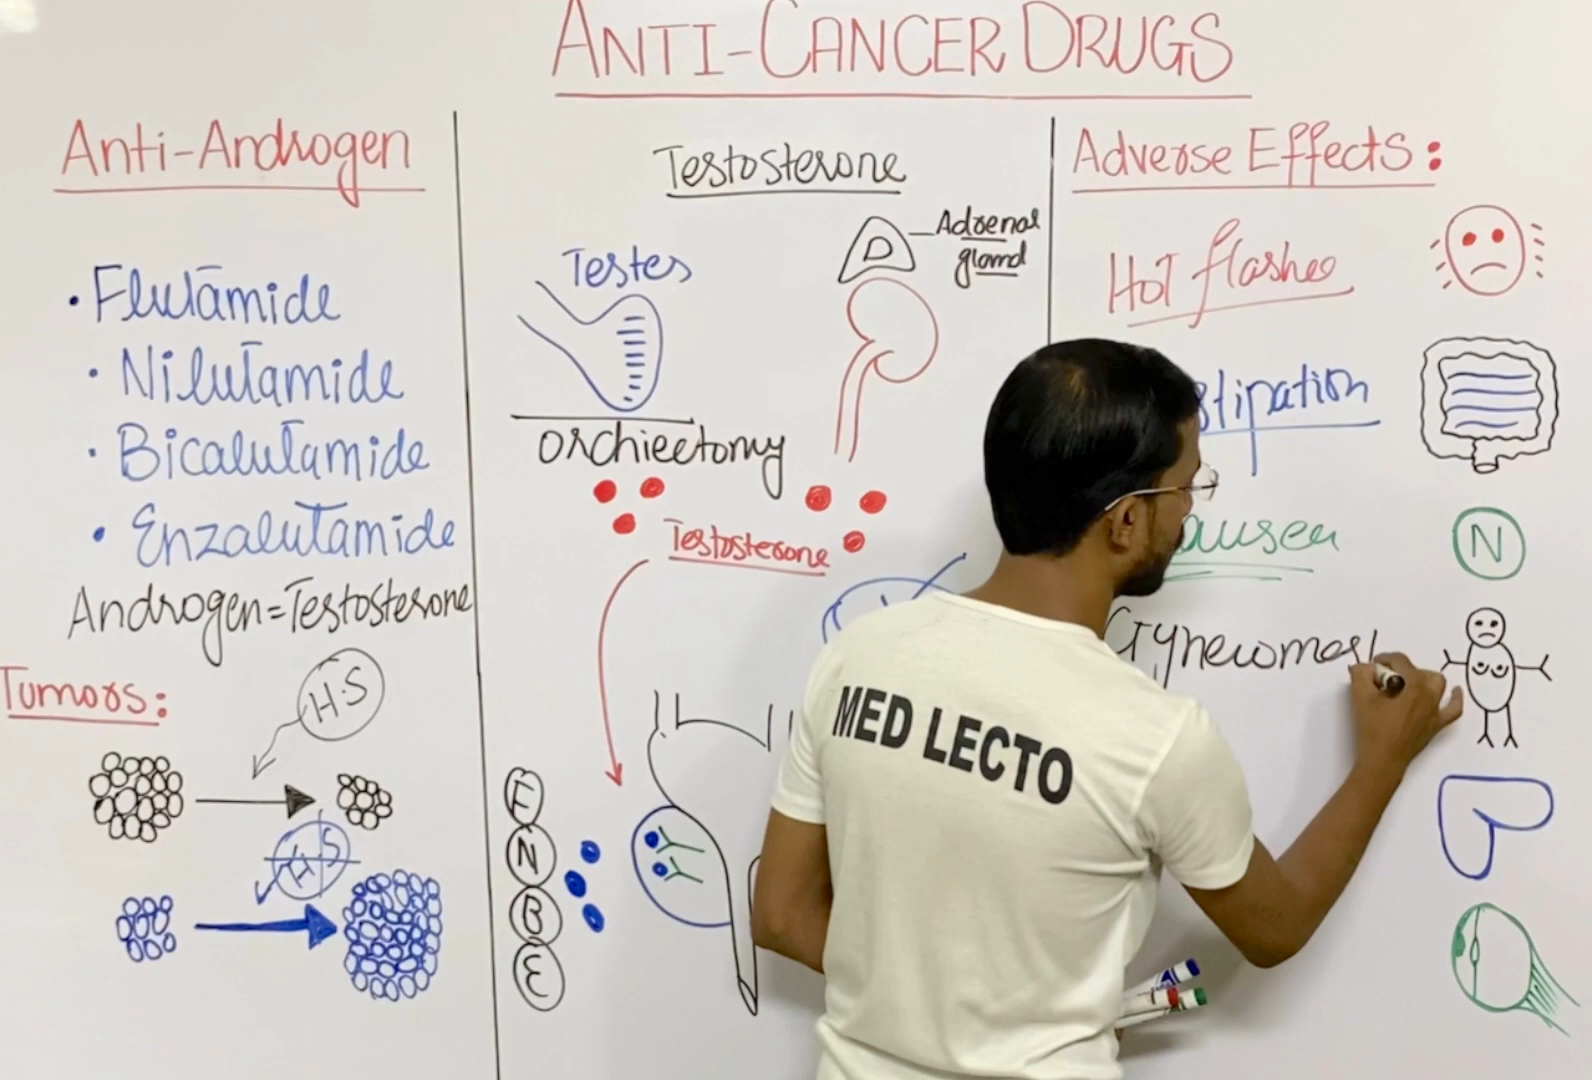 ANTI-CANCER DRUGS
Anti-Androgen
• Flutamide
• Nilutamide
• Bicalutamide
• Enzalutamide
Androgen=Testosterone
Tumors:
H.S
H.S
Testosterone
Testes
Adrenal
gland
Orchiectomy
Testosterone
F
N
B
E
Adverse Effects:
Hot flashes
stipation
ausea
N
Gynecomast
MED LECTO